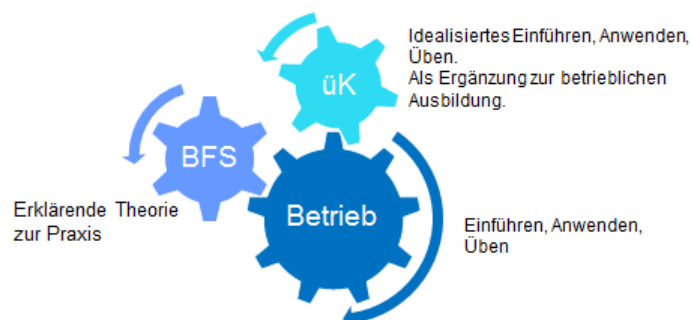 Idealisiertes Einführen, Anwenden,
Üben.
Als Ergänzung zur betrieblichen
Ausbildung.
üK
BFS
Erklärende Theorie
zur Praxis
Betrieb
Einführen, Anwenden,
Üben